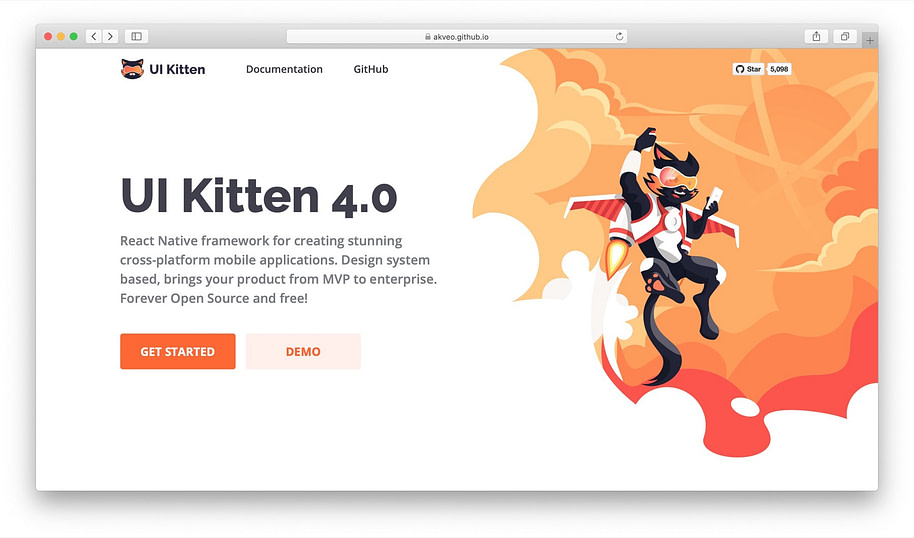 akveo.github.io
UI Kitten
Documentation
GitHub
Star
5,098
UI Kitten 4.0
React Native framework for creating stunning
cross-platform mobile applications. Design system
based, brings your product from MVP to enterprise.
Forever Open Source and free!
GET STARTED
DEMO